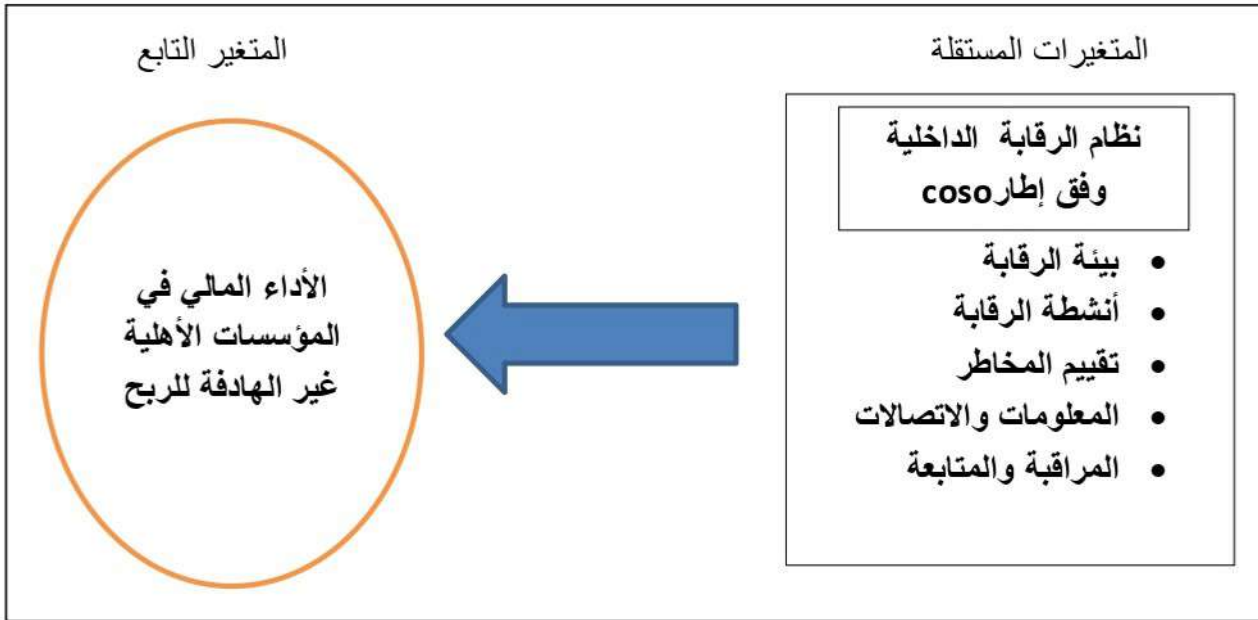 المتغيرات المستقلة
نظام الرقابة الداخلية
وفق إطارcoso
• بيئة الرقابة
• أنشطة الرقابة
• تقييم المخاطر
• المعلومات والاتصالات
• المراقبة والمتابعة
المتغير التابع
الأداء المالي في
المؤسسات الأهلية
غير الهادفة للربح